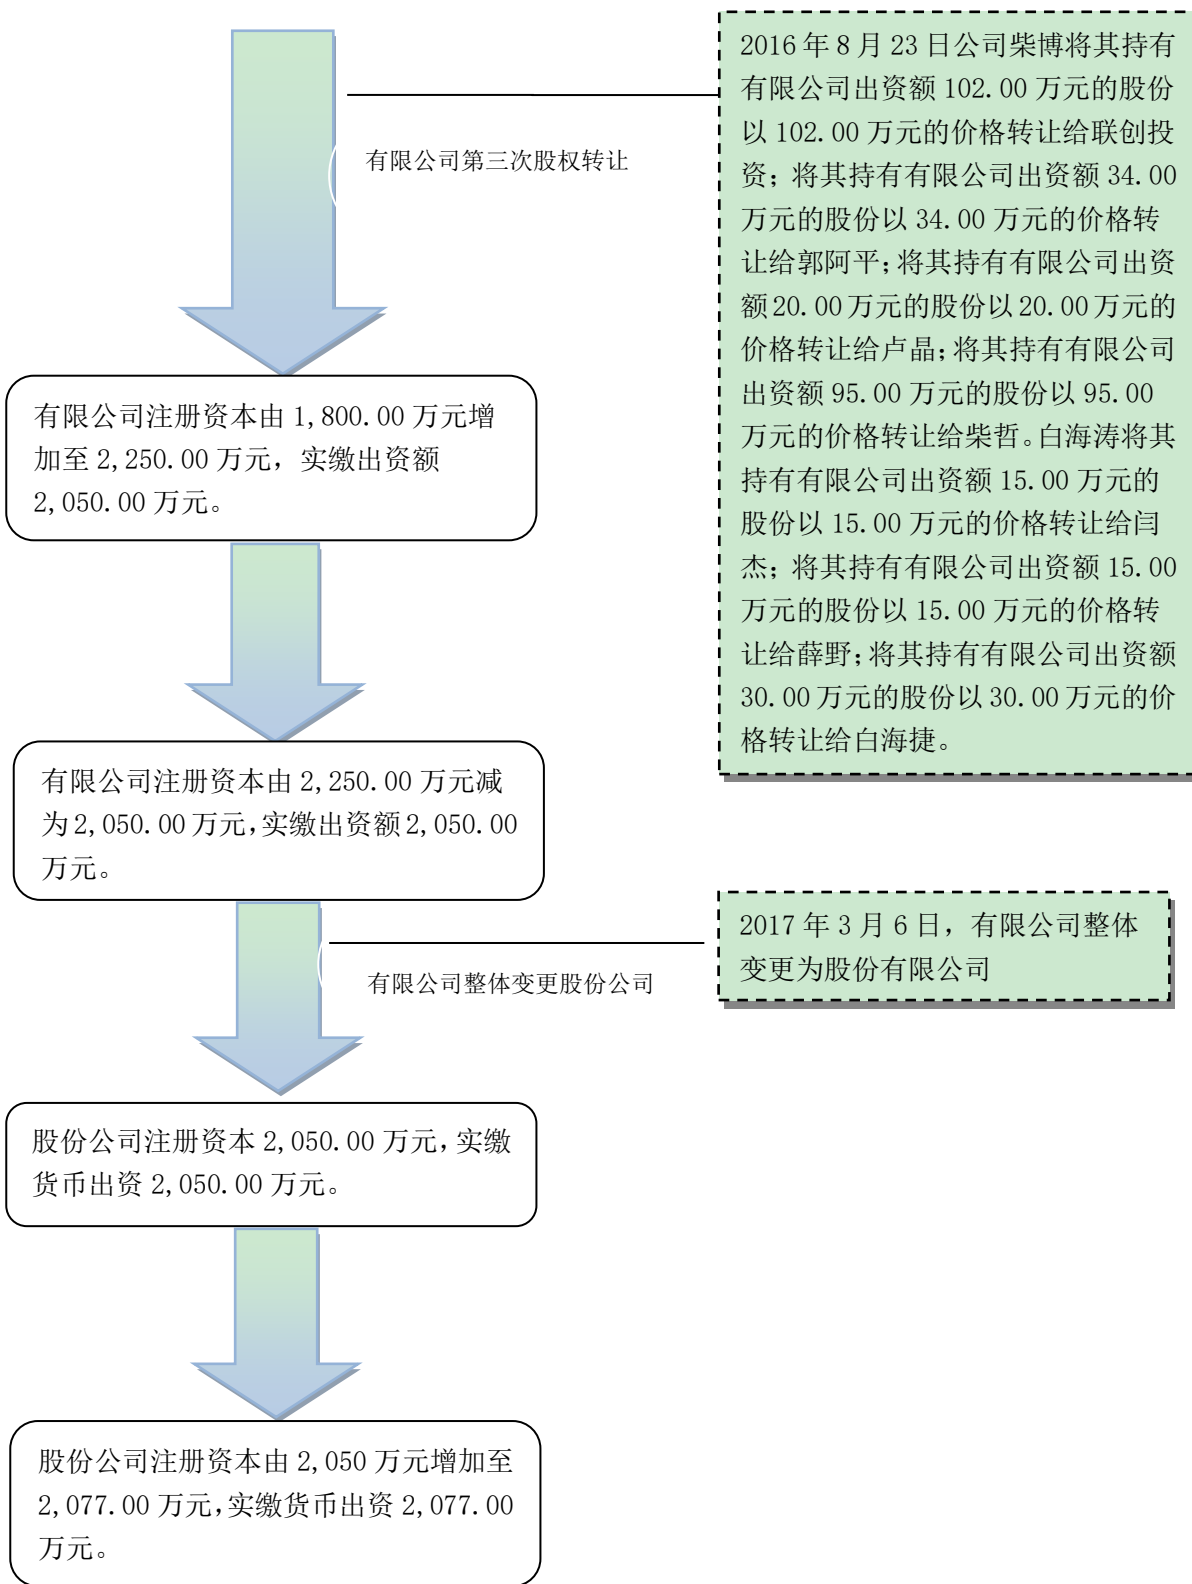 2016 年 8 月 23 日公司柴博将其持有
有限公司出资额 102.00 万元的股份
以 102.00 万元的价格转让给联创投
资；将其持有有限公司出资额 34.00
万元的股份以 34.00 万元的价格转
让给郭阿平；将其持有有限公司出资
额 20.00 万元的股份以 20.00 万元的
价格转让给卢晶；将其持有有限公司
出资额 95.00 万元的股份以 95.00
万元的价格转让给柴哲。白海涛将其
持有有限公司出资额 15.00 万元的
股份以 15.00 万元的价格转让给闫
杰；将其持有有限公司出资额 15.00
万元的股份以 15.00 万元的价格转
让给薛野；将其持有有限公司出资额
30.00 万元的股份以 30.00 万元的价
格转让给白海捷。
有限公司第三次股权转让
有限公司注册资本由 1,800.00 万元增
加至 2,250.00 万元，实缴出资额
2,050.00 万元。
有限公司注册资本由 2,250.00 万元减
为 2,050.00 万元，实缴出资额 2,050.00
万元。
2017 年 3 月 6 日，有限公司整体
变更为股份有限公司
有限公司整体变更股份公司
股份公司注册资本 2,050.00 万元，实缴
货币出资 2,050.00 万元。
股份公司注册资本由 2,050 万元增加至
2,077.00 万元，实缴货币出资 2,077.00
万元。